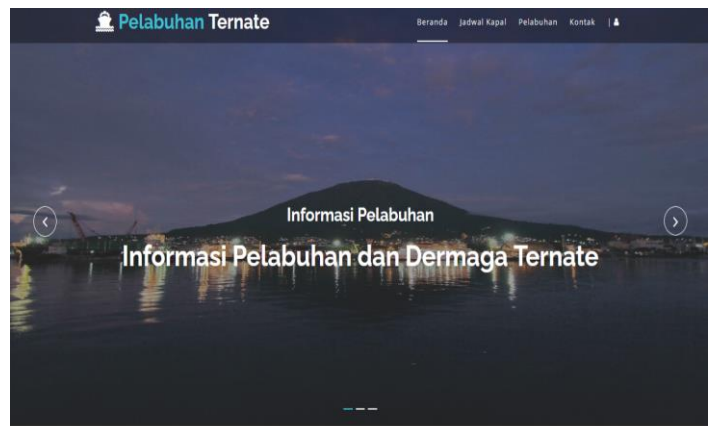 Pelabuhan Ternate
Beranda Jadwal Kapal Pelabuhan Kontak |
Informasi Pelabuhan
Informasi Pelabuhan dan Dermaga Ternate